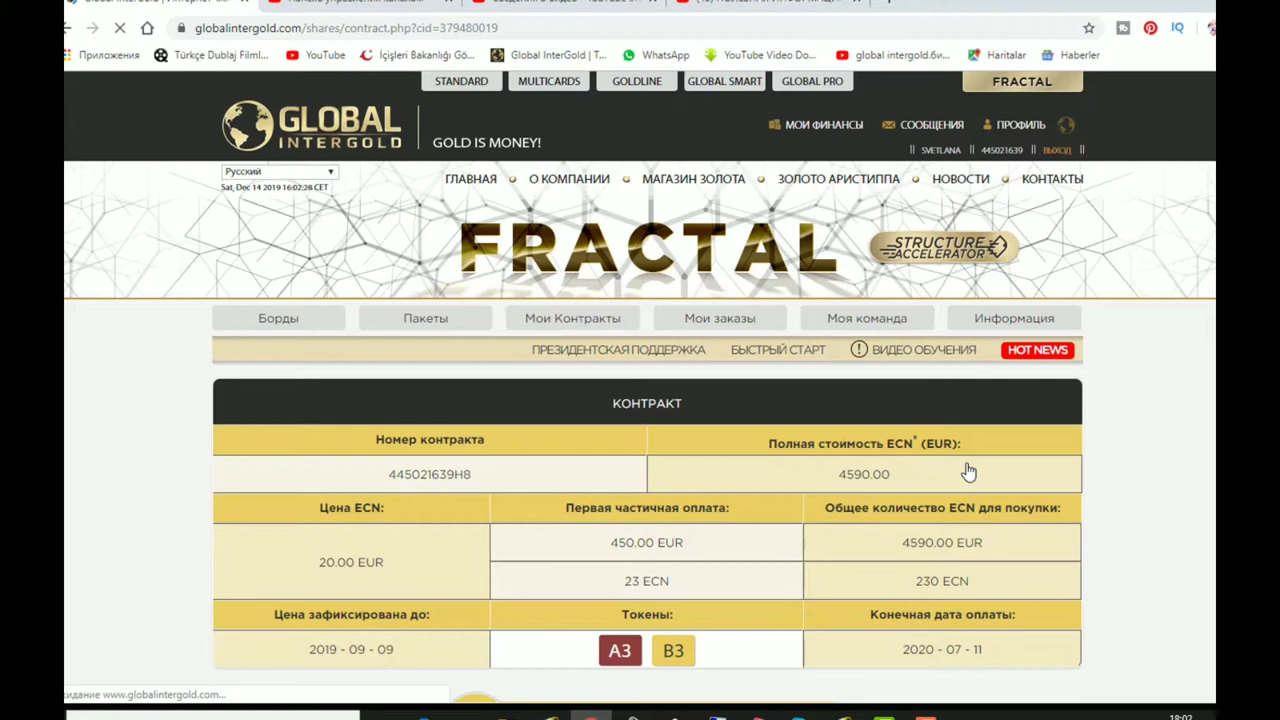 globalintergold.com/shares/contract.php?cid=379480019
Приложения Türkçe Dublaj Filml... YouTube İçişleri Bakanlığı Gö... Global InterGold | T... WhatsApp YouTube Video Do... global intergold.би... Haritalar Haberler
STANDARD MULTICARDS GOLDLINE GLOBAL SMART GLOBAL PRO FRACTAL
GLOBAL
INTERGOLD
GOLD IS MONEY!
МОИ ФИНАНСЫ СООБЩЕНИЯ ПРОФИЛЬ
|| SVETLANA || 445021639 || ВЫХОД ||
Русский
Sat, Dec 14 2019 16:02:28 CET
ГЛАВНАЯ О КОМПАНИИ МАГАЗИН ЗОЛОТА ЗОЛОТО АРИСТИППА НОВОСТИ КОНТАКТЫ
FRACTAL
STRUCTURE
ACCELERATOR
Борды Пакеты Мои Контракты Мои заказы Моя команда Информация
ПРЕЗИДЕНТСКАЯ ПОДДЕРЖКА БЫСТРЫЙ СТАРТ ! ВИДЕО ОБУЧЕНИЯ HOT NEWS
КОНТРАКТ
Номер контракта Полная стоимость ECN* (EUR):
445021639H8 4590.00
Цена ECN: Первая частичная оплата: Общее количество ECN для покупки:
450.00 EUR 4590.00 EUR
20.00 EUR
23 ECN 230 ECN
Цена зафиксирована до: Токены: Конечная дата оплаты:
2019 - 09 - 09 A3 B3 2020 - 07 - 11
www.globalintergold.com...
18:02